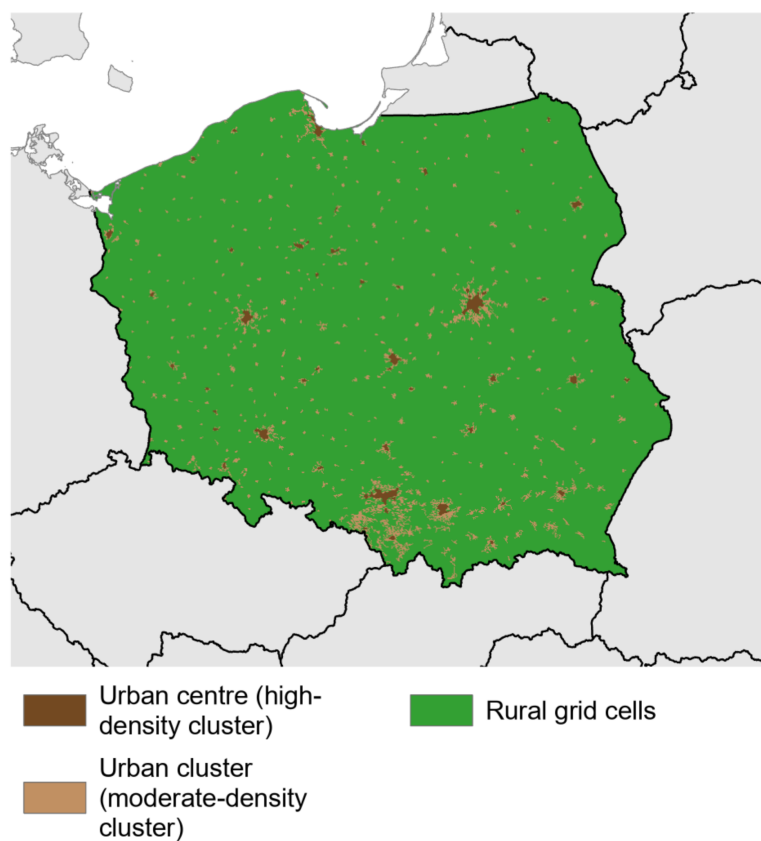 Urban centre (high-
density cluster)
Urban cluster
(moderate-density
cluster)
Rural grid cells